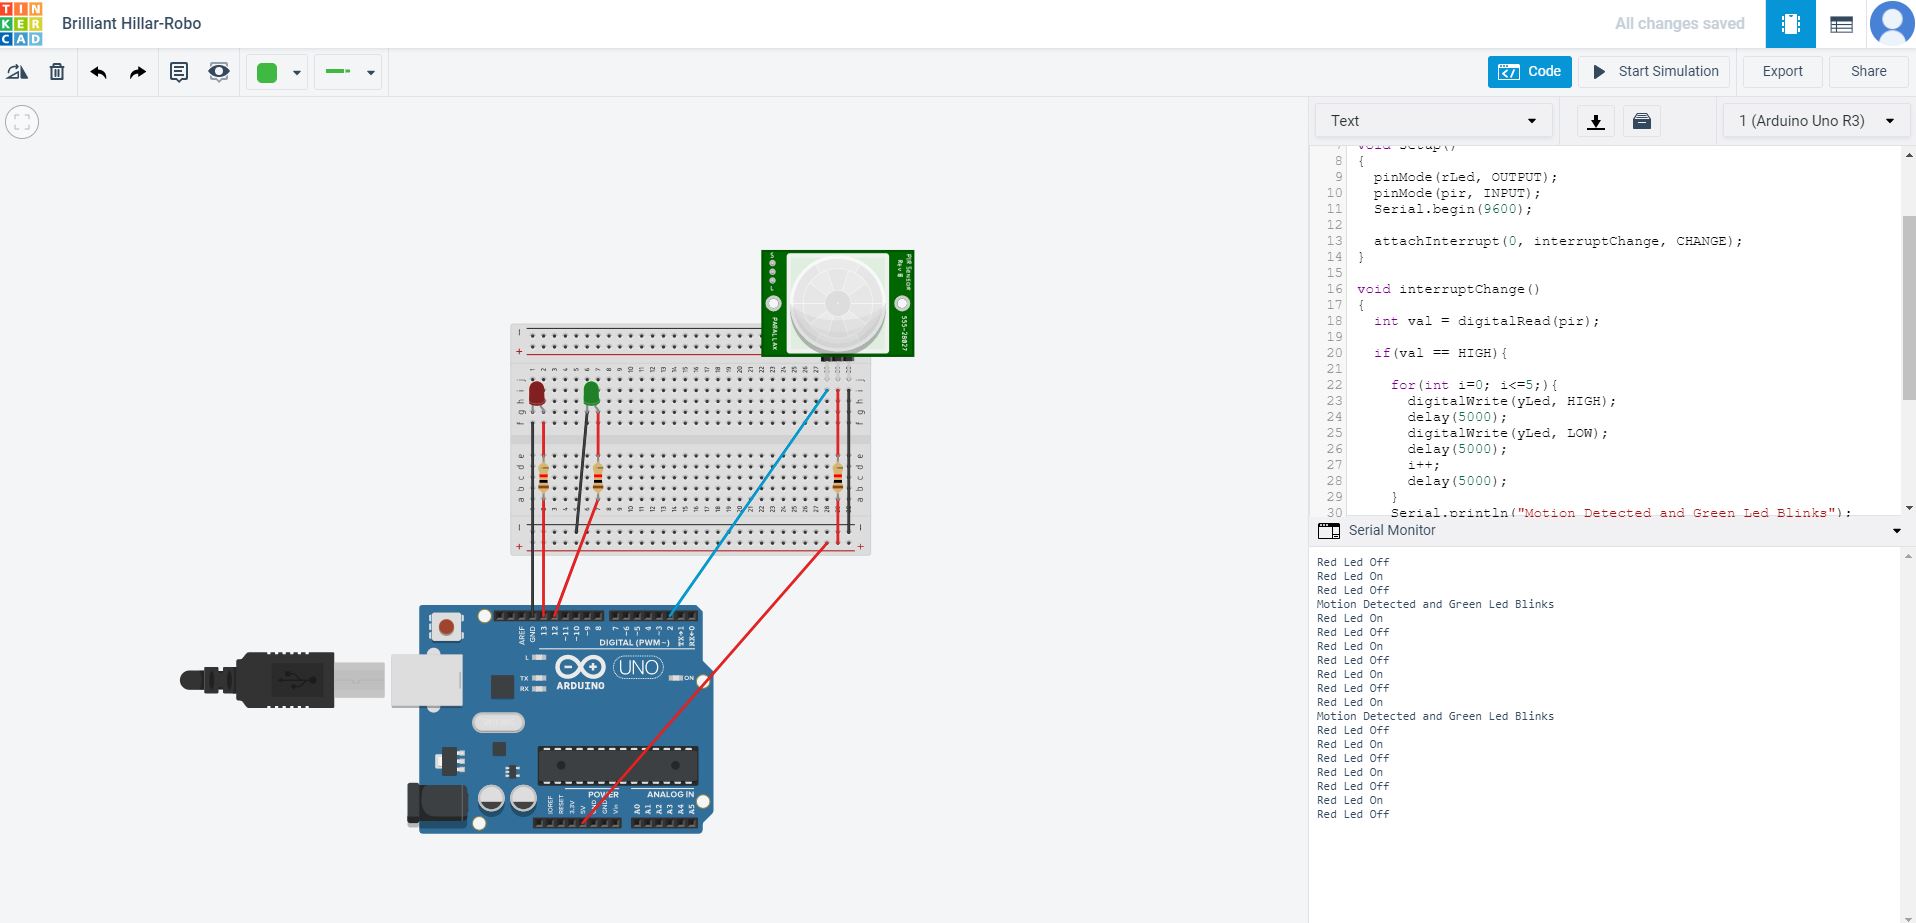 TIN
KER
CAD
Brilliant Hillar-Robo
All changes saved
Code
Start Simulation
Export
Share
Text
1 (Arduino Uno R3)
7 void setup()
8 {
9 pinMode(rLed, OUTPUT);
10 pinMode(pir, INPUT);
11 Serial.begin(9600);
12
13 attachInterrupt(0, interruptChange, CHANGE);
14 }
15
16 void interruptChange()
17 {
18 int val = digitalRead(pir);
19
20 if(val == HIGH){
21
22 for(int i=0; i<=5;){
23 digitalWrite(yLed, HIGH);
24 delay(5000);
25 digitalWrite(yLed, LOW);
26 delay(5000);
27 i++;
28 delay(5000);
29 }
30 Serial.println("Motion Detected and Green Led Blinks");
Serial Monitor
Red Led Off
Red Led On
Red Led Off
Motion Detected and Green Led Blinks
Red Led On
Red Led Off
Red Led On
Red Led Off
Red Led On
Red Led Off
Red Led On
Motion Detected and Green Led Blinks
Red Led Off
Red Led On
Red Led Off
Red Led On
Red Led Off
Red Led On
Red Led Off
PIR Sensor
Rev B
555-28027
PARALLAX
AREF
GND
13
12
~11
~10
~9
8
7
~6
~5
4
~3
2
TX→1
RX←0
DIGITAL (PWM~)
L
TX
RX
ON
UNO
ARDUINO
POWER
ANALOG IN
IOREF
RESET
3.3V
5V
GND
GND
Vin
A0
A1
A2
A3
A4
A5